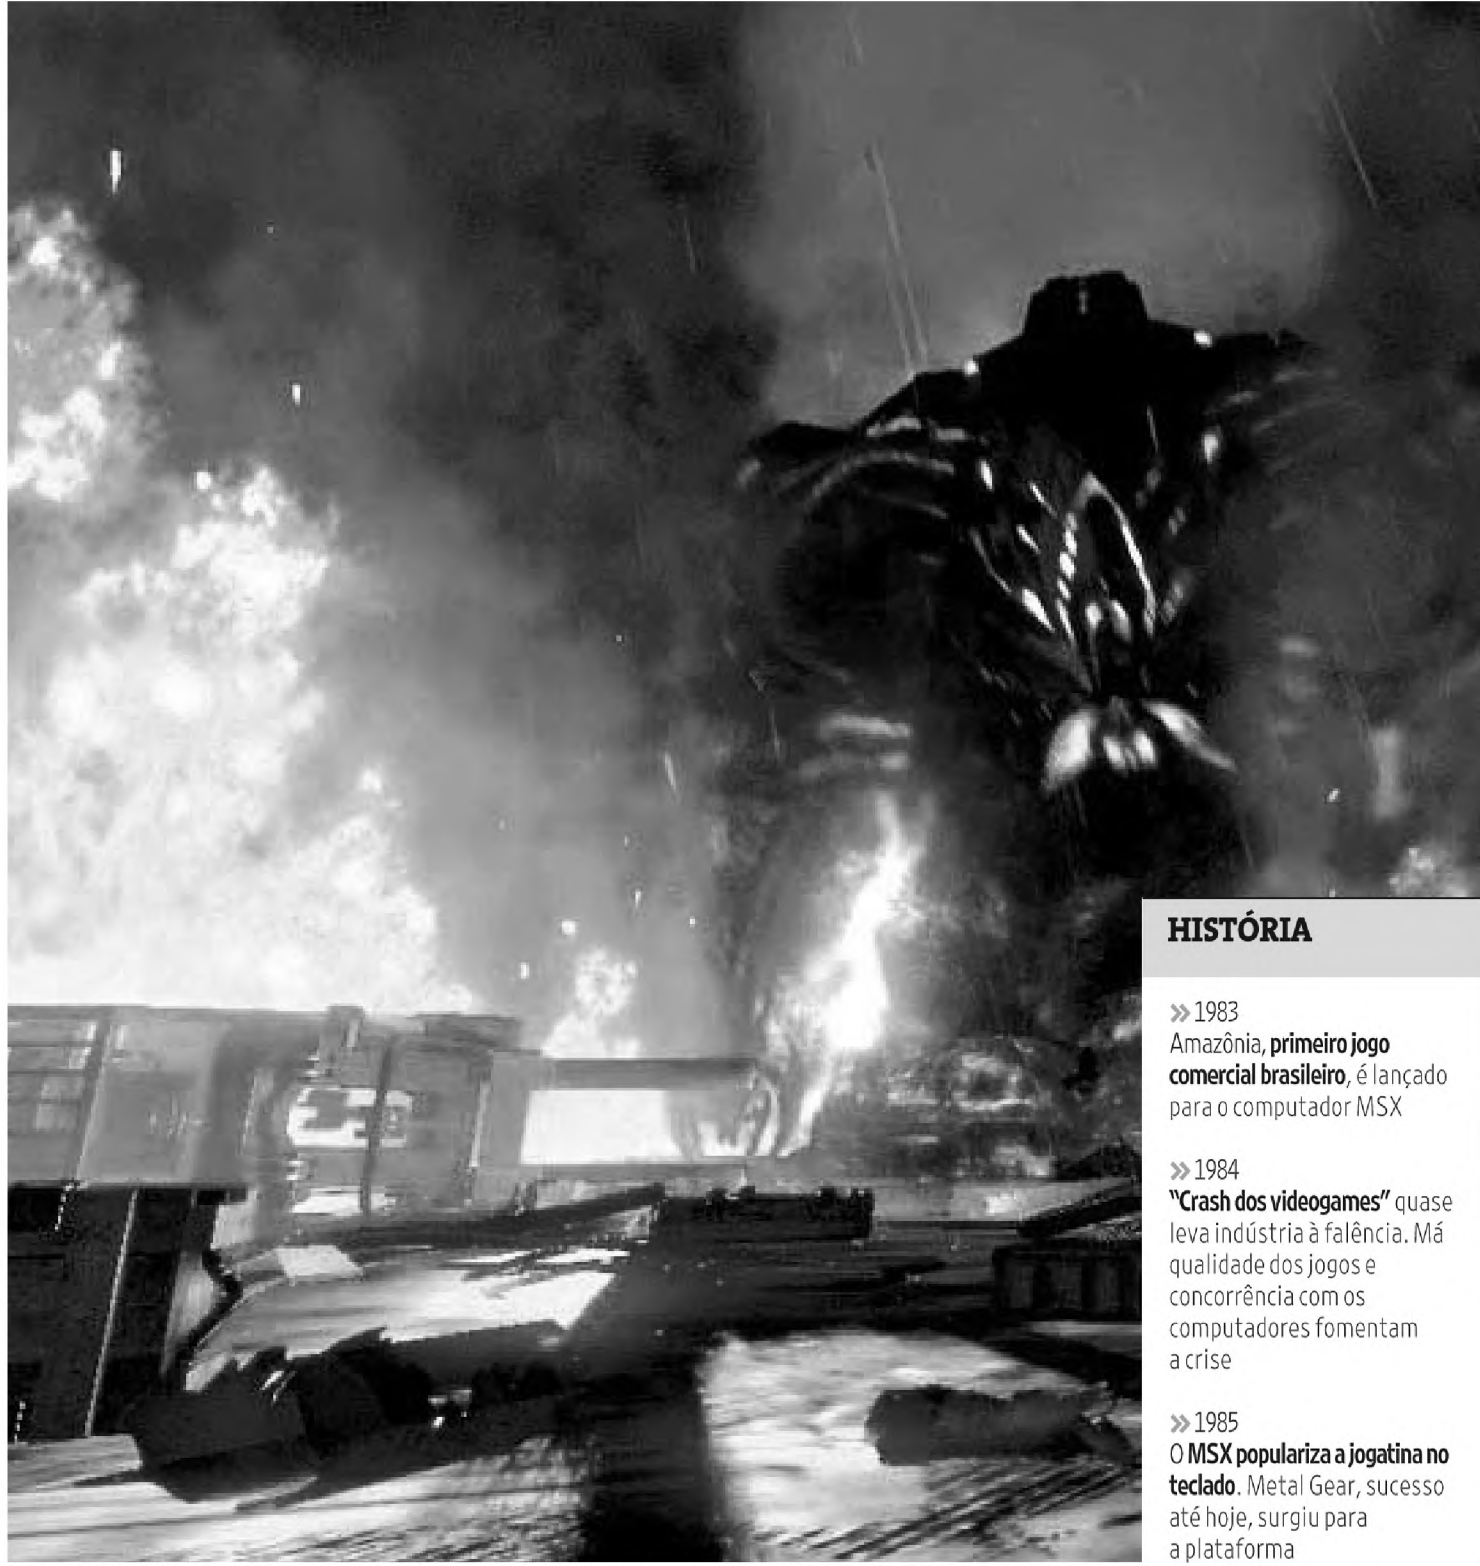 HISTÓRIA
» 1983
Amazônia, primeiro jogo
comercial brasileiro, é lançado
para o computador MSX
» 1984
"Crash dos videogames" quase
leva indústria à falência. Má
qualidade dos jogos e
concorrência com os
computadores fomentam
a crise
» 1985
O MSX populariza a jogatina no
teclado. Metal Gear, sucesso
até hoje, surgiu para
a plataforma